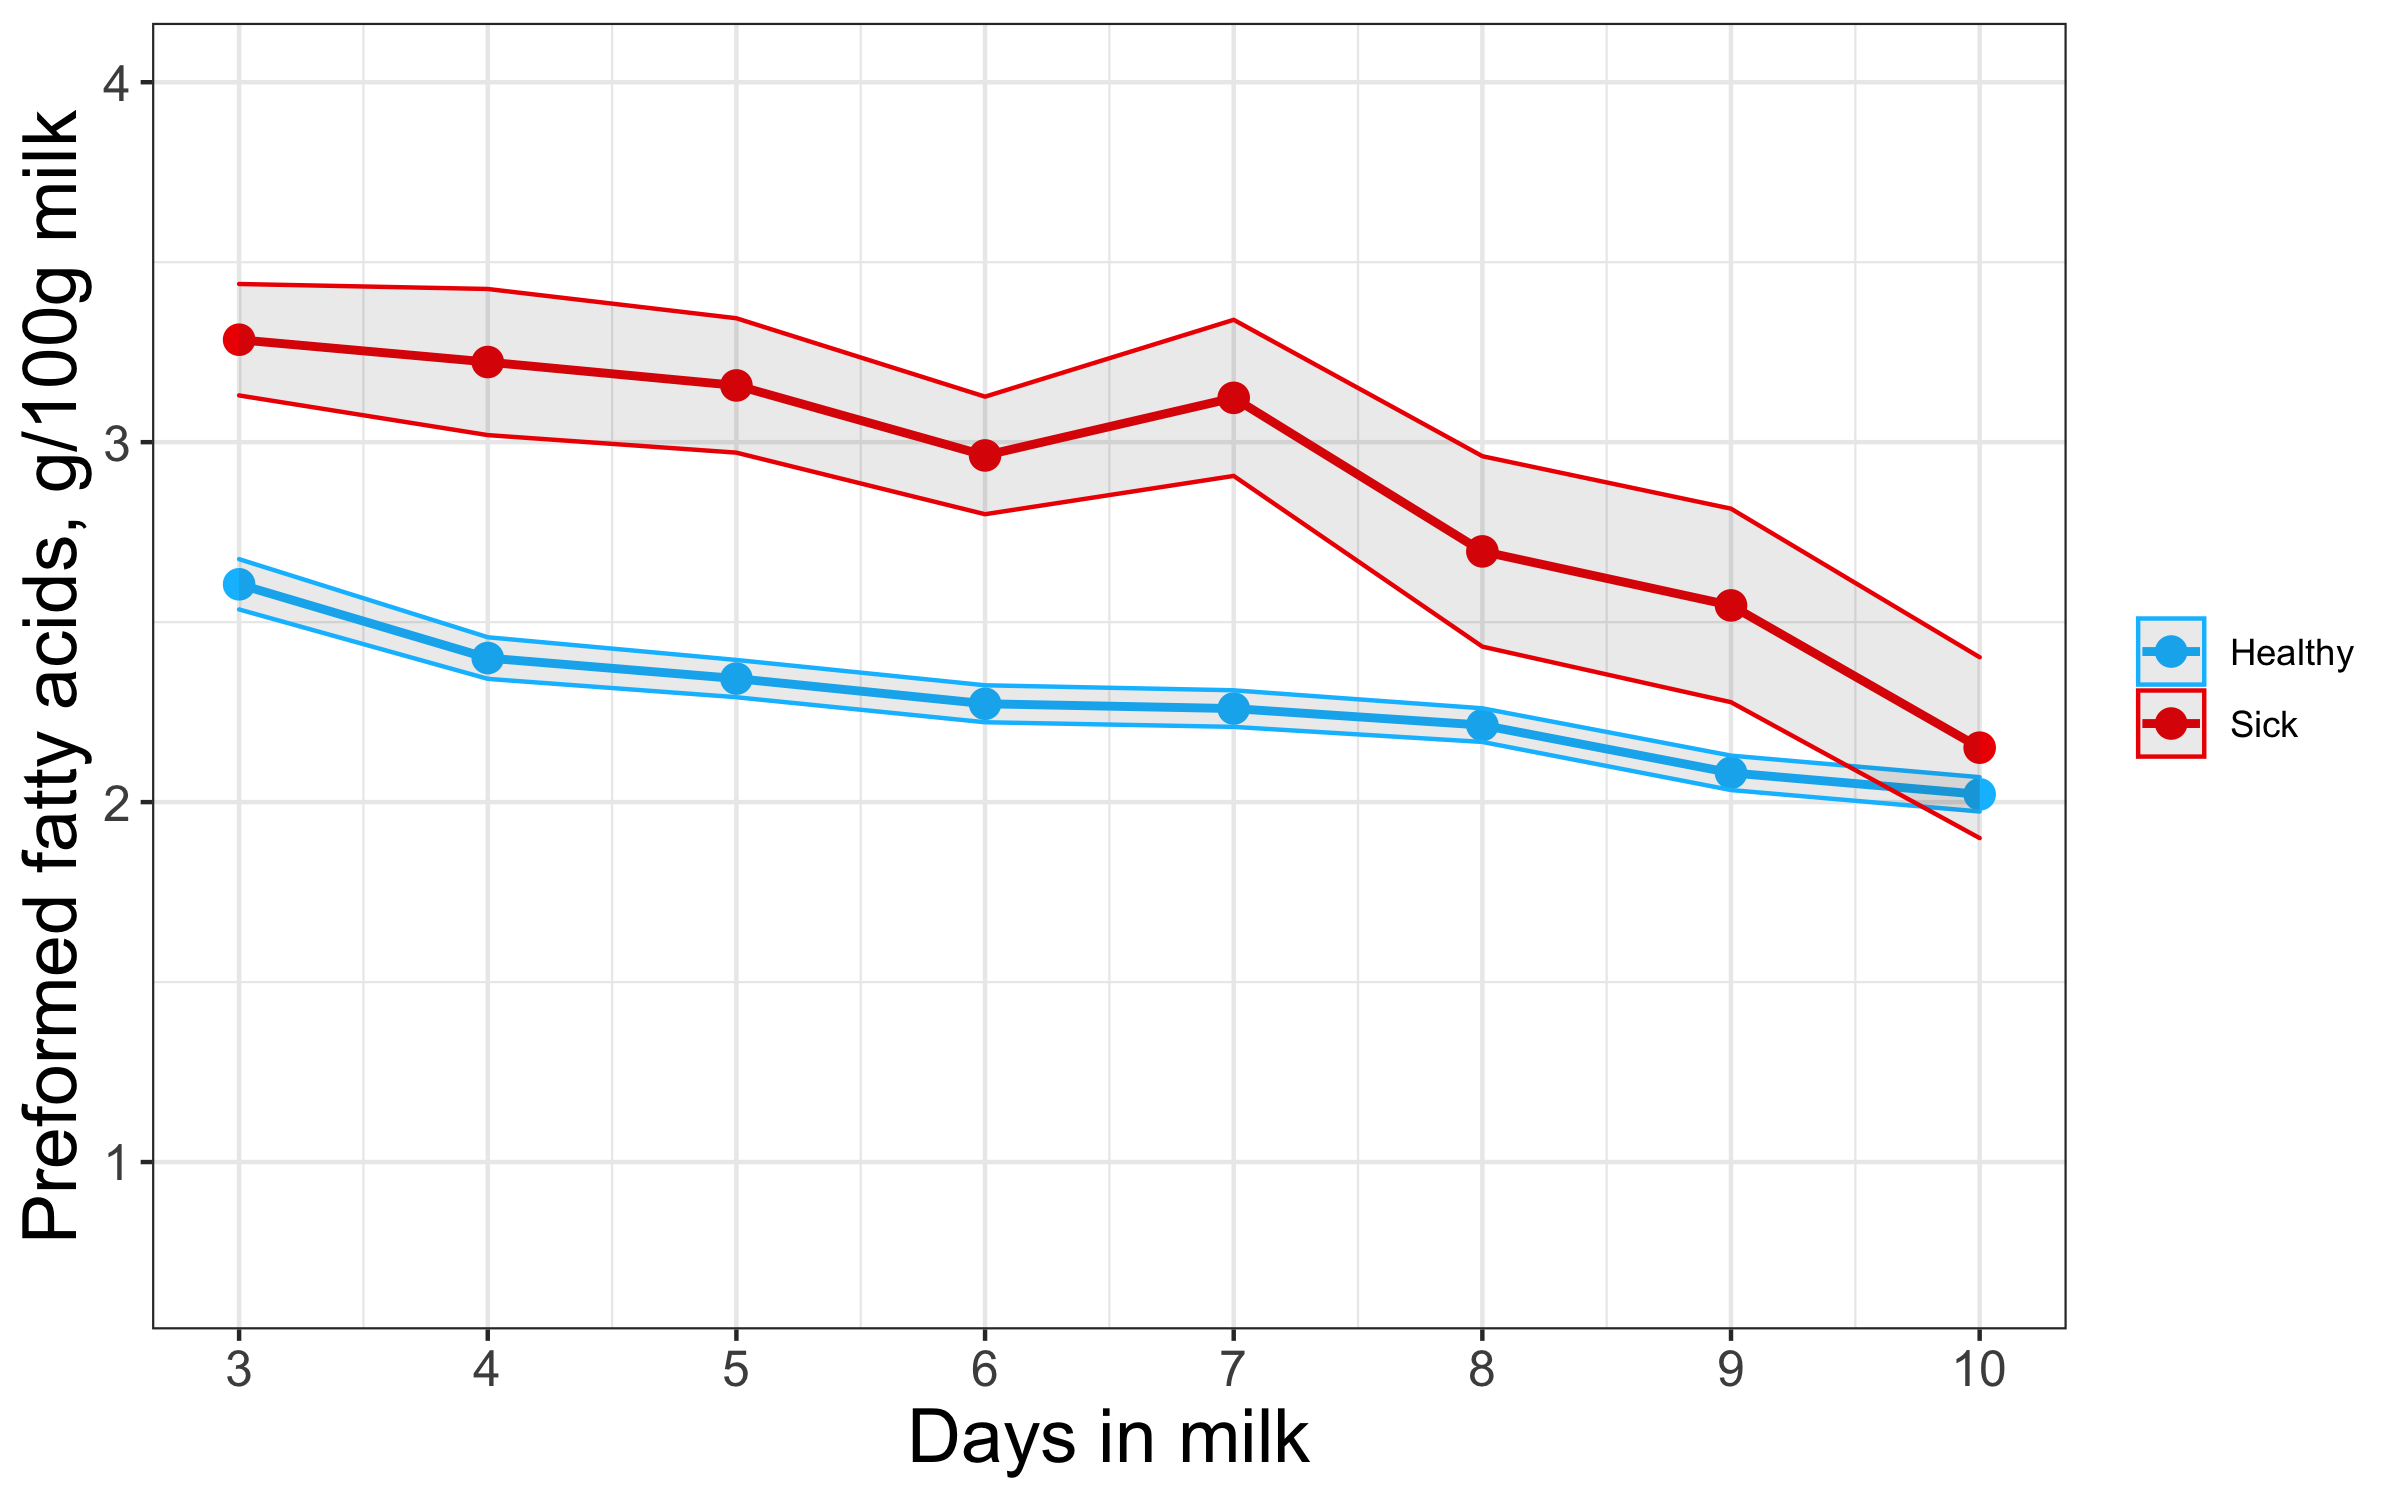 Preformed fatty acids, g/100g milk
4
3
2
1
3 4 5 6 7 8 9 10
Days in milk
Healthy
Sick